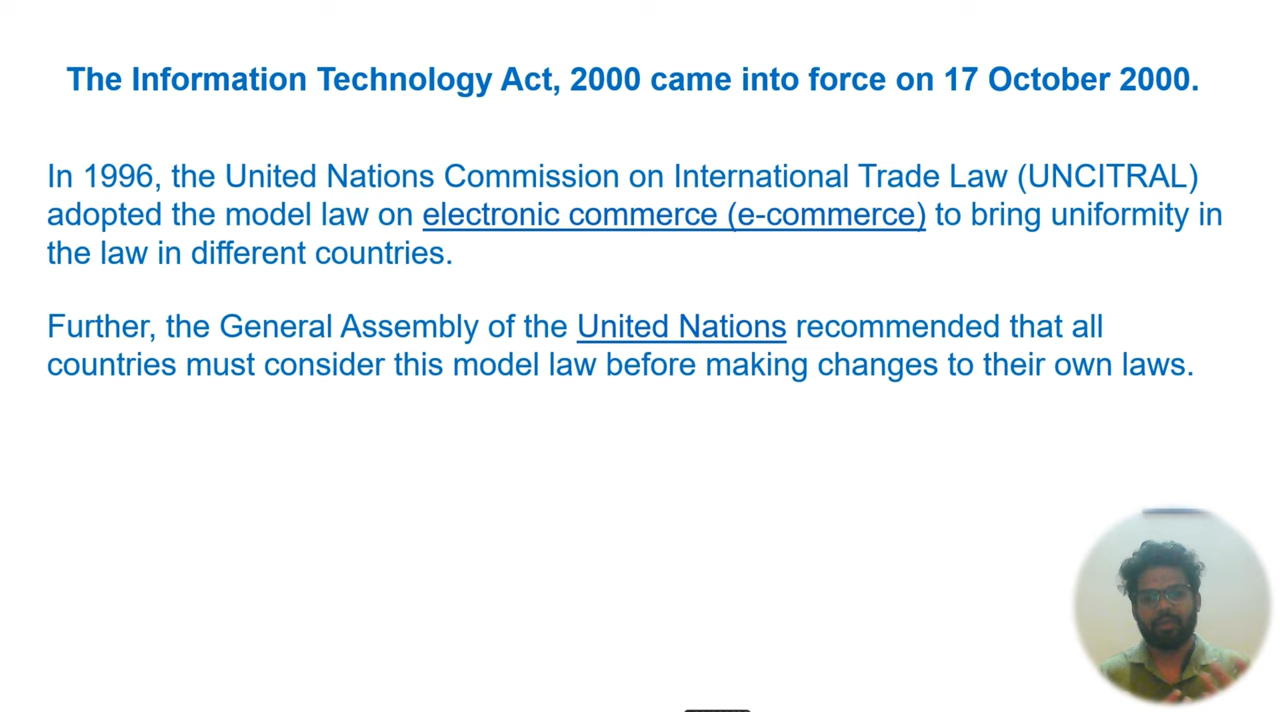 The Information Technology Act, 2000 came into force on 17 October 2000.
In 1996, the United Nations Commission on International Trade Law (UNCITRAL)
adopted the model law on electronic commerce (e-commerce) to bring uniformity in
the law in different countries.
Further, the General Assembly of the United Nations recommended that all
countries must consider this model law before making changes to their own laws.